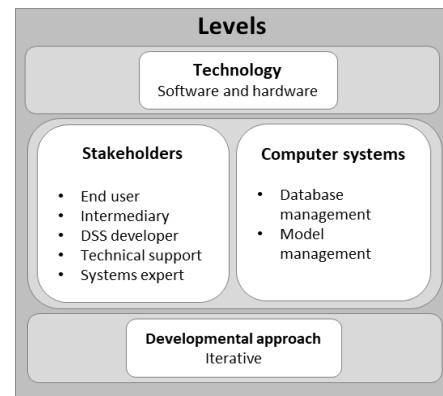 Levels
Technology
Software and hardware
Stakeholders
• End user
• Intermediary
• DSS developer
• Technical support
• Systems expert
Computer systems
• Database
management
• Model
management
Developmental approach
Iterative